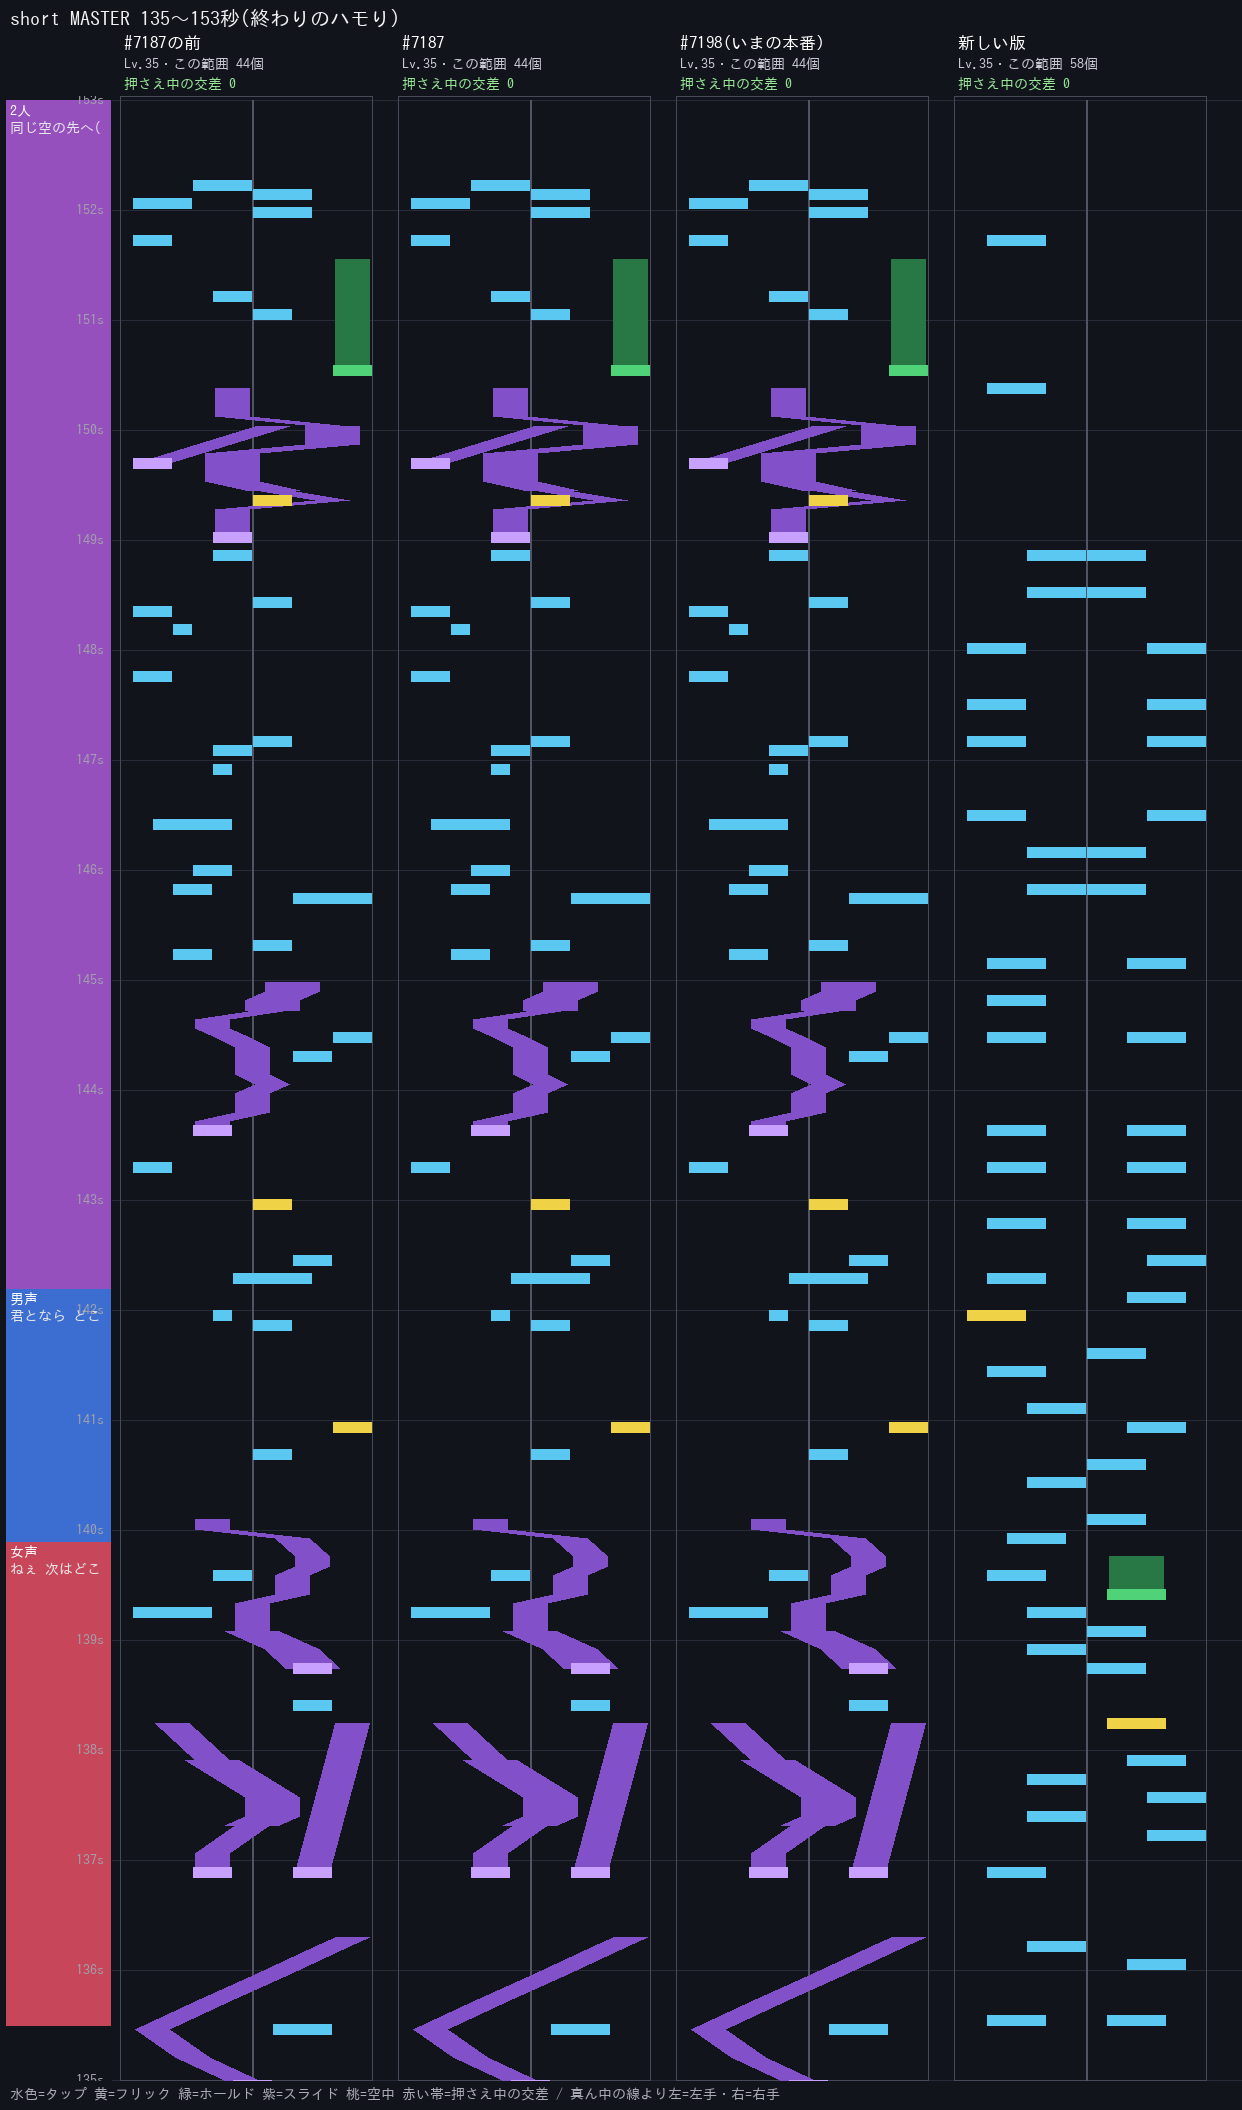 short MASTER 135〜153秒(終わりのハモり)
#7187の前
#7187
#7198(いまの本番)
新しい版
Lv.35・この範囲 44個
Lv.35・この範囲 44個
Lv.35・この範囲 44個
Lv.35・この範囲 58個
押さえ中の交差 0
押さえ中の交差 0
押さえ中の交差 0
押さえ中の交差 0
153s
2人
同じ空の先へ(
152s
151s
150s
149s
148s
147s
146s
145s
144s
143s
男声
142s
君となら どこ
141s
140s
女声
ねぇ 次はどこ
139s
138s
137s
136s
135s
水色=タップ 黄=フリック 緑=ホールド 紫=スライド 桃=空中 赤い帯=押さえ中の交差 / 真ん中の線より左=左手・右=右手